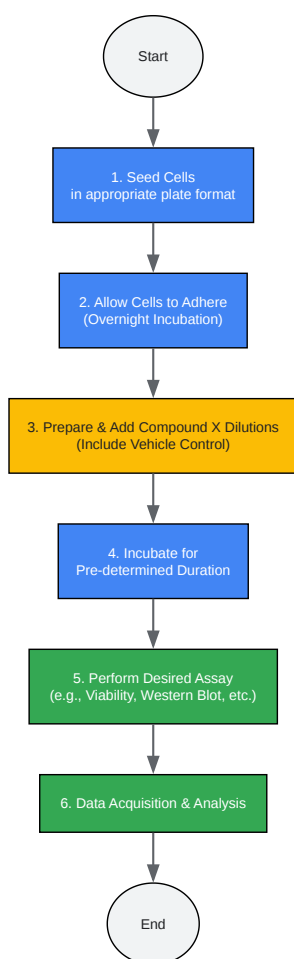 Start
1. Seed Cells
in appropriate plate format
2. Allow Cells to Adhere
(Overnight Incubation)
3. Prepare & Add Compound X Dilutions
(Include Vehicle Control)
4. Incubate for
Pre-determined Duration
5. Perform Desired Assay
(e.g., Viability, Western Blot, etc.)
6. Data Acquisition & Analysis
End